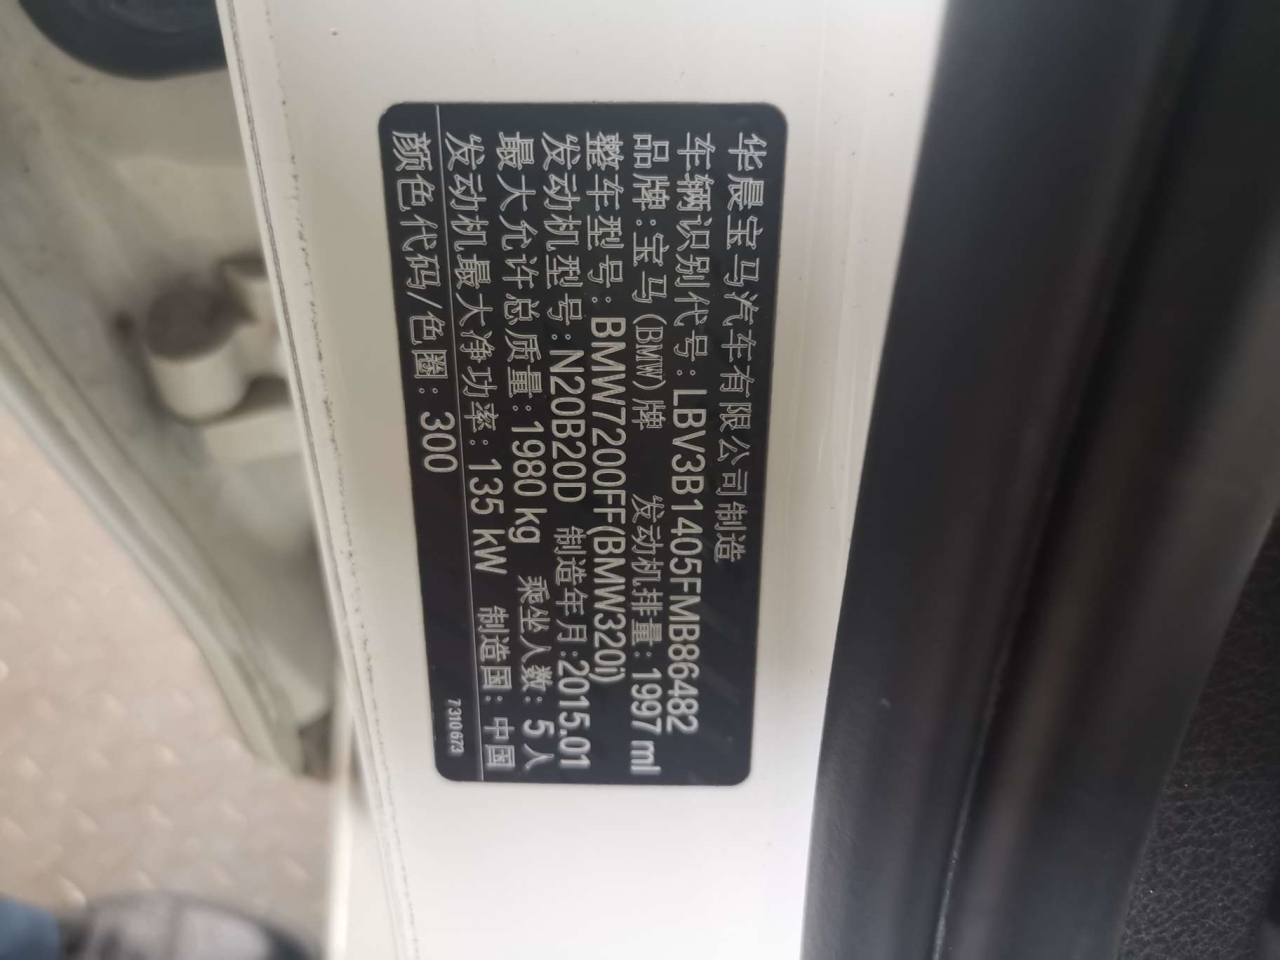 华晨宝马汽车有限公司制造
车辆识别代号: LBV3B1405FMB86482
品牌:宝马(BMW)牌 发动机排量: 1997 ml
整车型号: BMW7200FF(BMW320i)
发动机型号:N20B20D 制造年月:2015.01
最大允许总质量:1980 kg 乘坐人数: 5 人
发动机最大净功率: 135 kW 制造国: 中国
颜色代码/色圈: 300
7310673